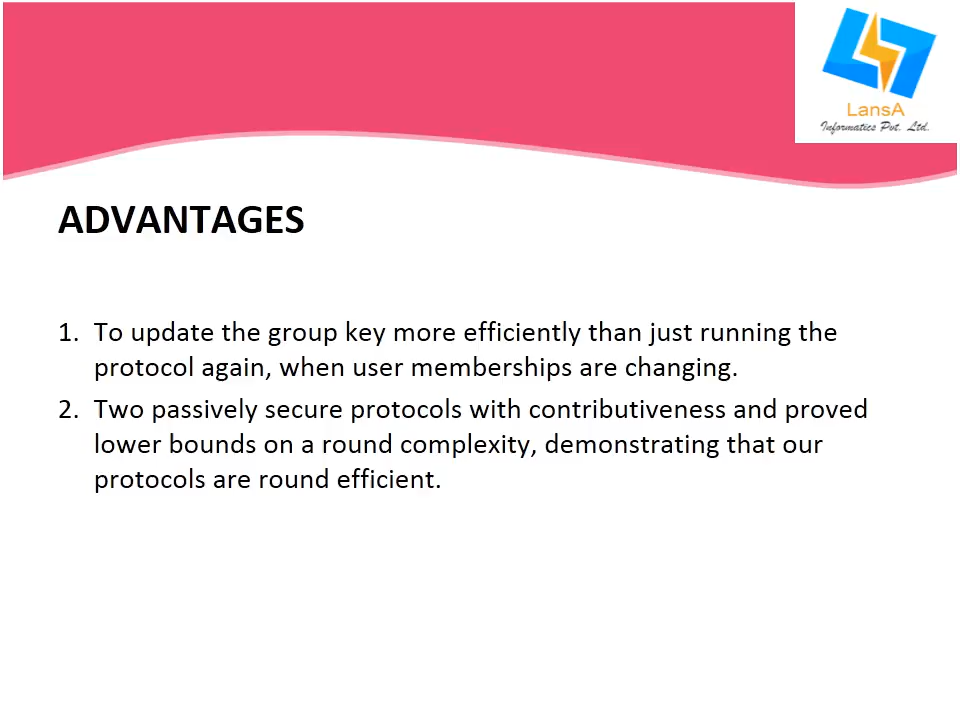 LansA
Informatics Pvt. Ltd.
ADVANTAGES
1. To update the group key more efficiently than just running the
protocol again, when user memberships are changing.
2. Two passively secure protocols with contributiveness and proved
lower bounds on a round complexity, demonstrating that our
protocols are round efficient.